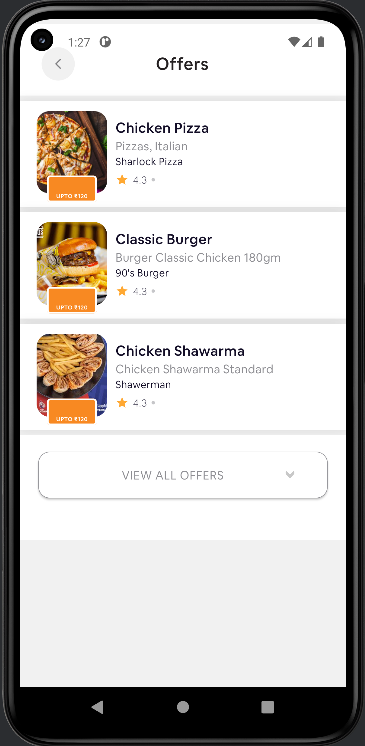 1:27
Offers
Chicken Pizza
Pizzas, Italian
Sharlock Pizza
4.3
UPTO ₹120
Classic Burger
Burger Classic Chicken 180gm
90's Burger
4.3
UPTO ₹120
Chicken Shawarma
Chicken Shawarma Standard
Shawerman
4.3
UPTO ₹120
VIEW ALL OFFERS